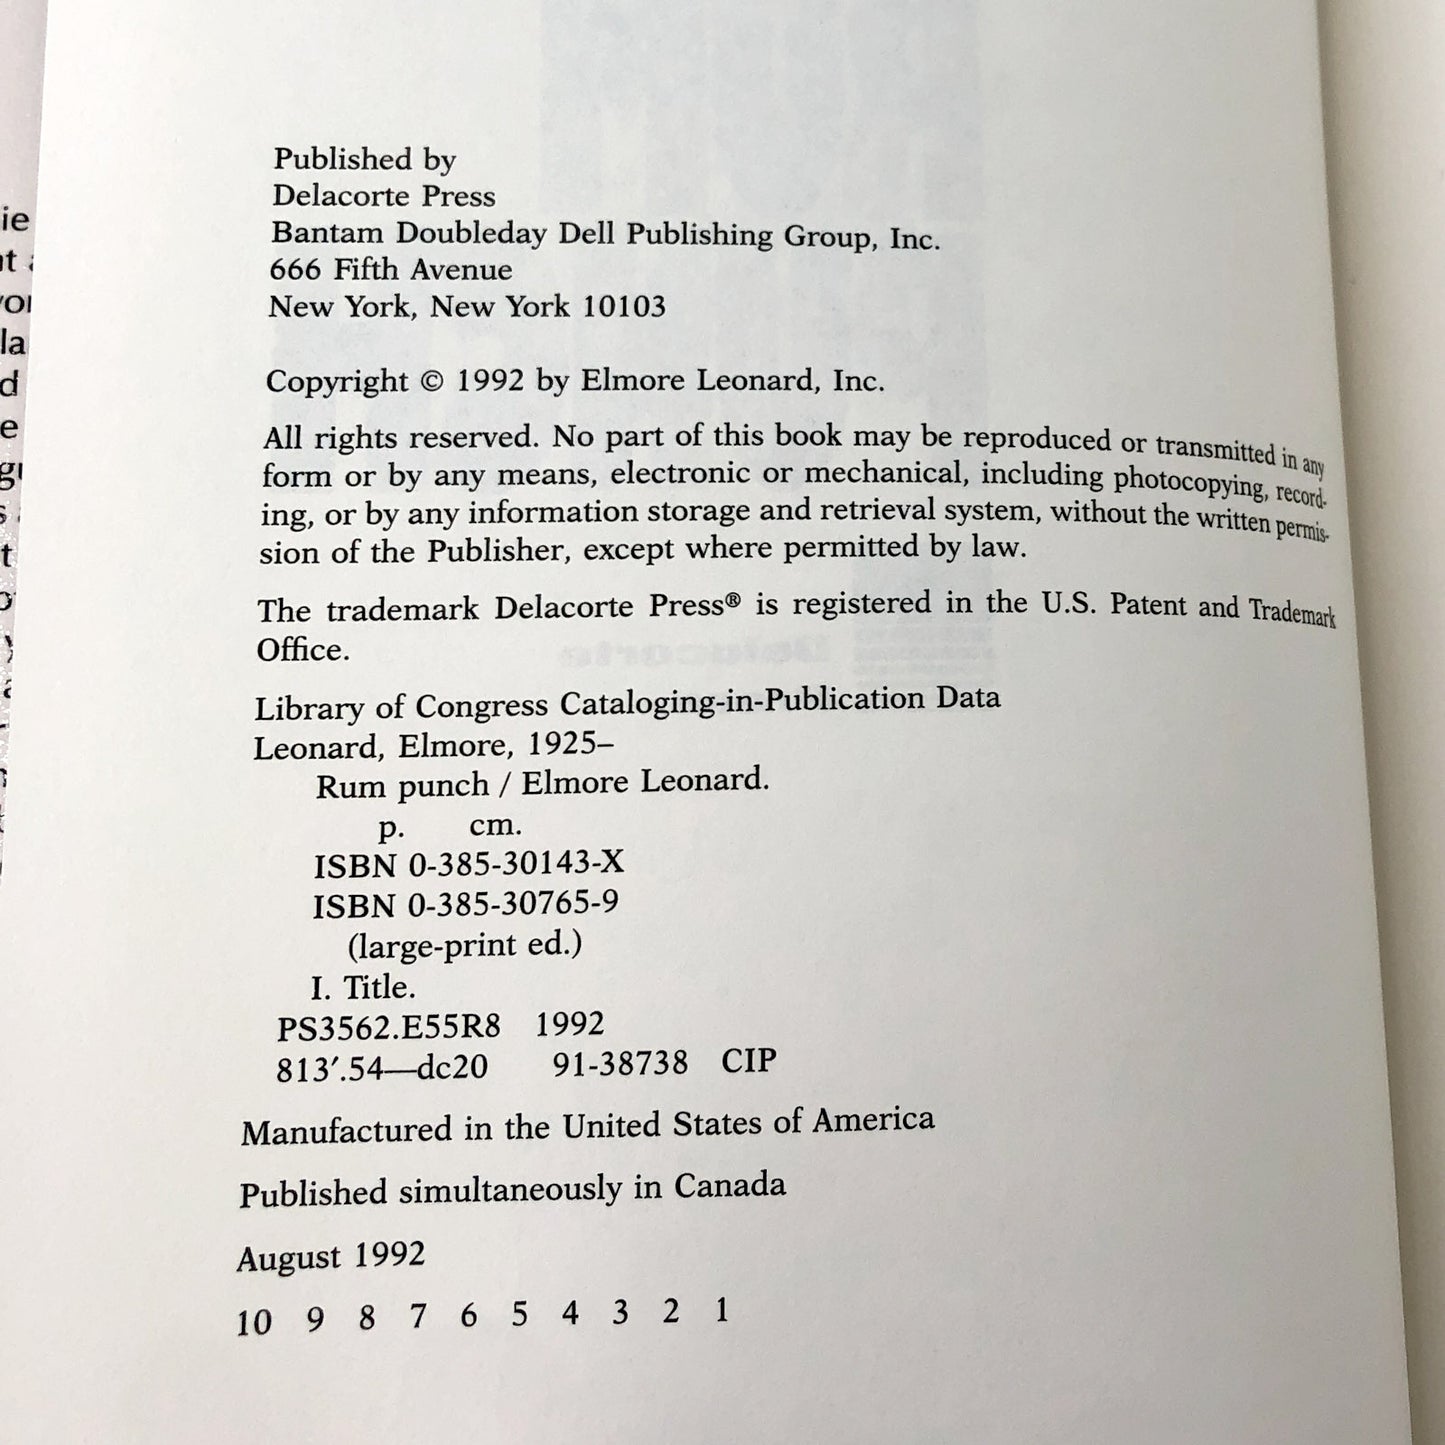 Published by
Delacorte Press
Bantam Doubleday Dell Publishing Group, Inc.
666 Fifth Avenue
New York, New York 10103
Copyright © 1992 by Elmore Leonard, Inc.
All rights reserved. No part of this book may be reproduced or transmitted in any
form or by any means, electronic or mechanical, including photocopying, record-
ing, or by any information storage and retrieval system, without the written permis-
sion of the Publisher, except where permitted by law.
The trademark Delacorte Press® is registered in the U.S. Patent and Trademark
Office.
Library of Congress Cataloging-in-Publication Data
Leonard, Elmore, 1925–
Rum punch / Elmore Leonard.
p. cm.
ISBN 0-385-30143-X
ISBN 0-385-30765-9
(large-print ed.)
I. Title.
PS3562.E55R8 1992
813′.54—dc20 91-38738 CIP
Manufactured in the United States of America
Published simultaneously in Canada
August 1992
10 9 8 7 6 5 4 3 2 1